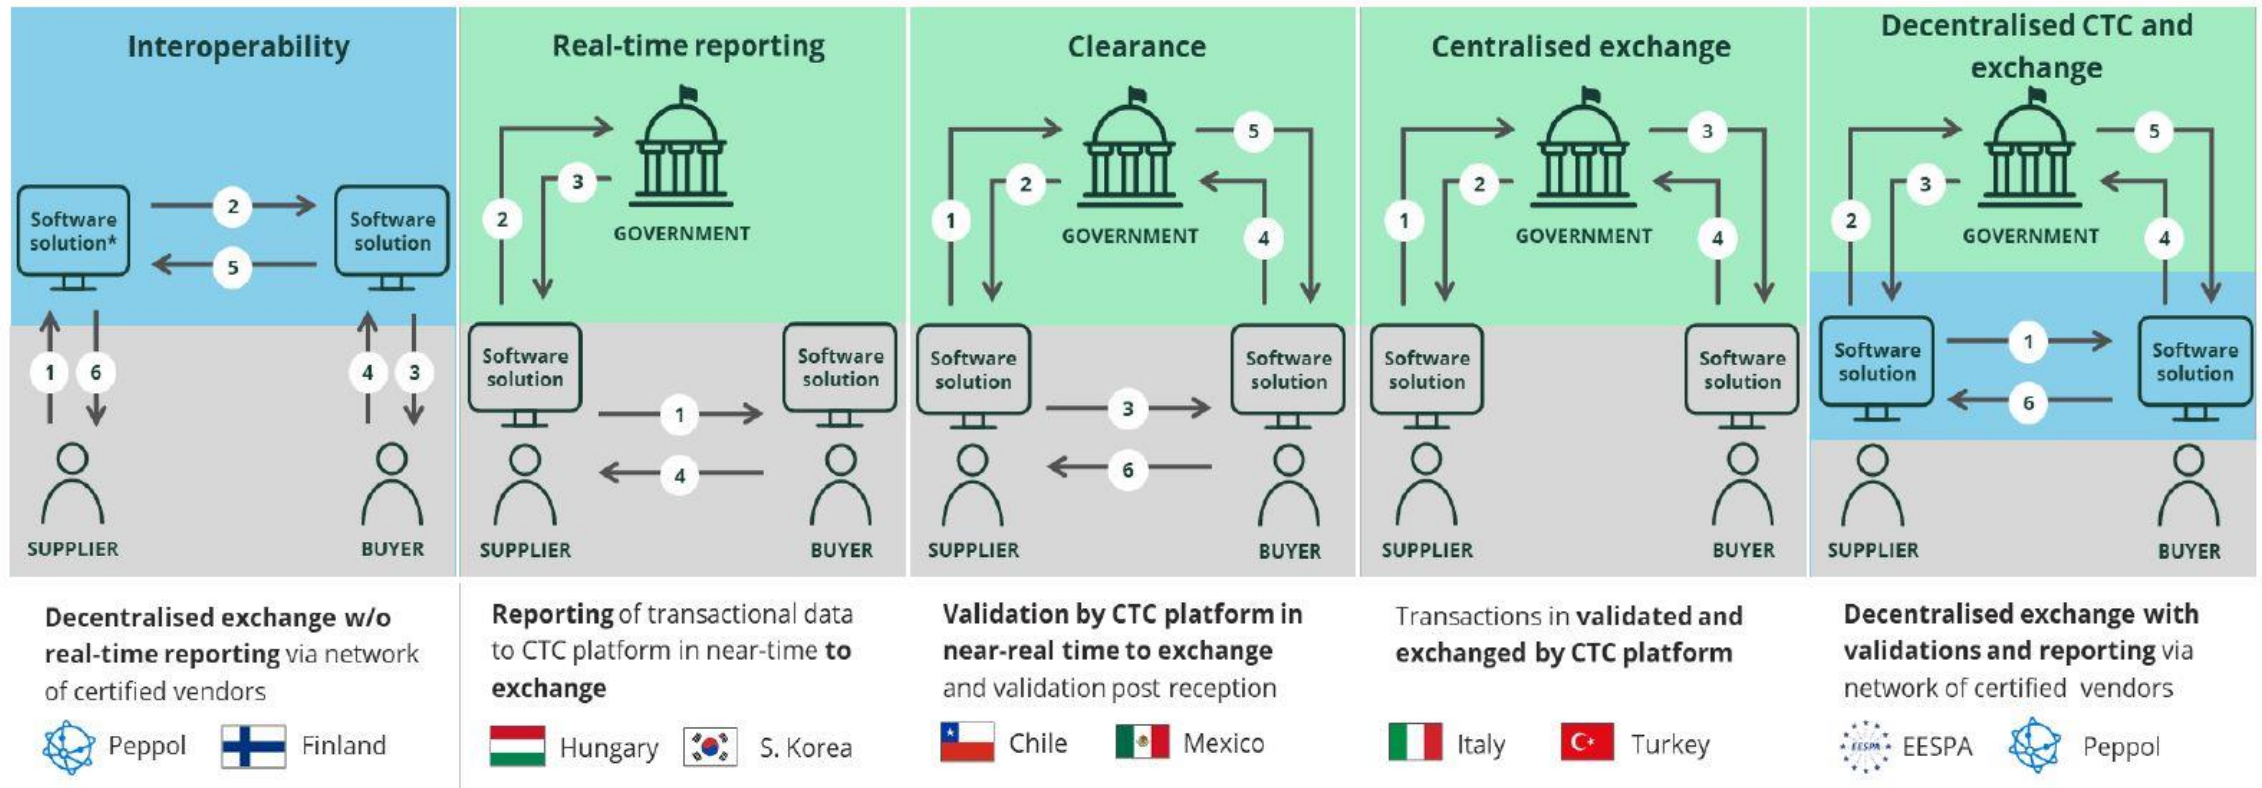 Interoperability
Software
solution*
2
5
Software
solution
1
6
4
3
SUPPLIER
BUYER
Decentralised exchange w/o
real-time reporting via network
of certified vendors
Peppol
Finland
Real-time reporting
2
3
GOVERNMENT
Software
solution
1
4
Software
solution
SUPPLIER
BUYER
Reporting of transactional data
to CTC platform in near-time to
exchange
Hungary
S. Korea
Clearance
1
2
5
4
GOVERNMENT
Software
solution
3
6
Software
solution
SUPPLIER
BUYER
Validation by CTC platform in
near-real time to exchange
and validation post reception
Chile
Mexico
Centralised exchange
1
2
3
4
GOVERNMENT
Software
solution
Software
solution
SUPPLIER
BUYER
Transactions in validated and
exchanged by CTC platform
Italy
Turkey
Decentralised CTC and
exchange
2
3
5
4
GOVERNMENT
Software
solution
1
6
Software
solution
SUPPLIER
BUYER
Decentralised exchange with
validations and reporting via
network of certified vendors
EESPA
EESPA
Peppol